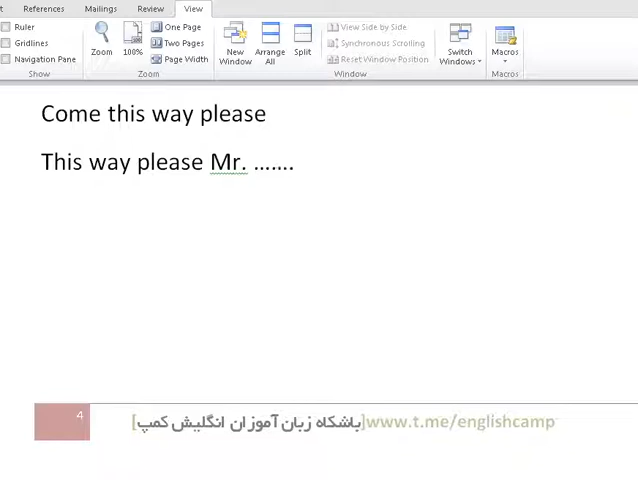 References Mailings Review View
Ruler
Gridlines
Navigation Pane
Show
Zoom
100%
One Page
Two Pages
Page Width
Zoom
New Window
Arrange All
Split
View Side by Side
Synchronous Scrolling
Reset Window Position
Window
Switch Windows
Macros
Macros
Come this way please
This way please Mr. .......
4
[باشگاه زبان آموزان انگلیش کمپ]www.t.me/englishcamp